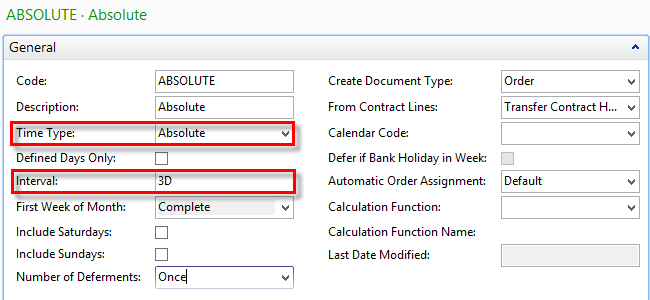 ABSOLUTE · Absolute
General
Code: ABSOLUTE
Description: Absolute
Time Type: Absolute
Defined Days Only:
Interval: 3D
First Week of Month: Complete
Include Saturdays:
Include Sundays:
Number of Deferments: Once
Create Document Type: Order
From Contract Lines: Transfer Contract H...
Calendar Code:
Defer if Bank Holiday in Week:
Automatic Order Assignment: Default
Calculation Function:
Calculation Function Name:
Last Date Modified: